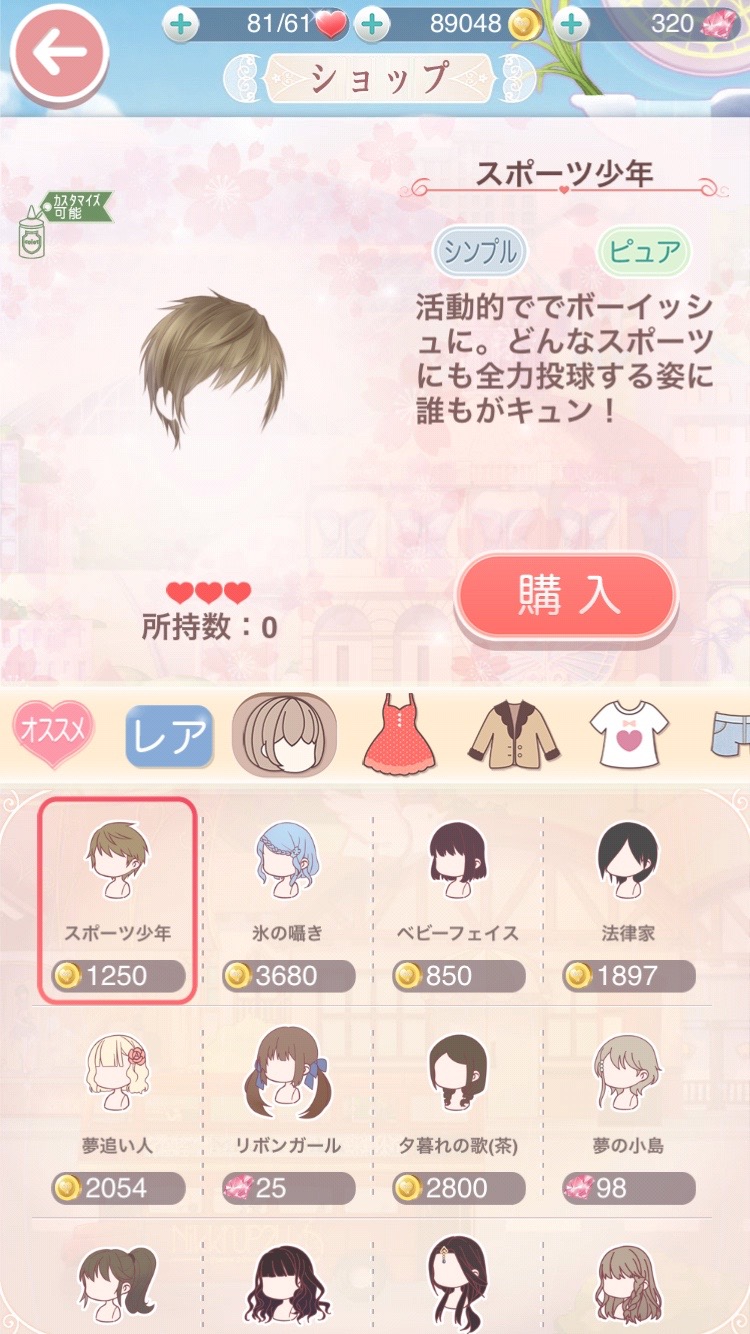 81/61
89048
320
ショップ
スポーツ少年
カスタマイズ
可能
シンプル
ピュア
活動的ででボーイッシ
ュに。どんなスポーツ
にも全力投球する姿に
誰もがキュン！
所持数：0
購入
オススメ
レア
スポーツ少年
氷の囁き
ベビーフェイス
法律家
1250
3680
850
1897
夢追い人
リボンガール
夕暮れの歌(茶)
夢の小島
2054
25
2800
98